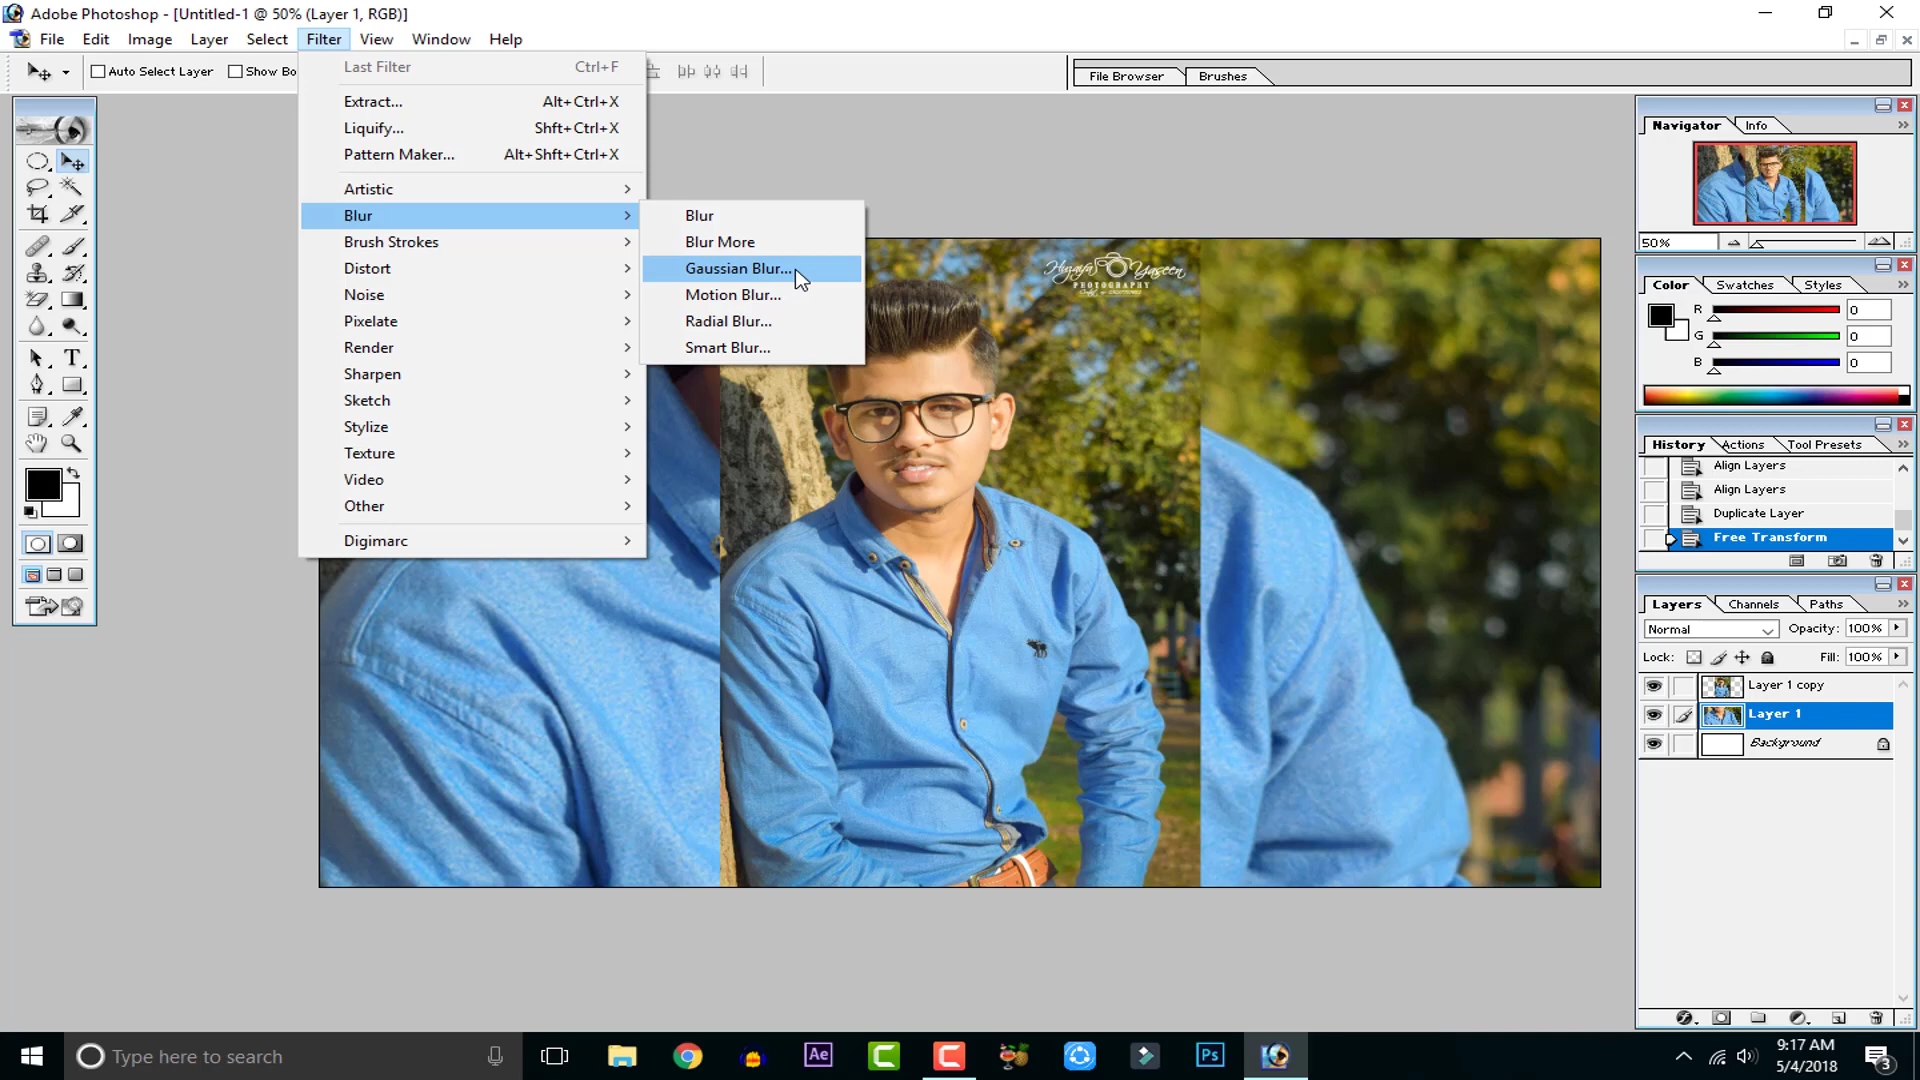 Adobe Photoshop - [Untitled-1 @ 50% (Layer 1, RGB)]
File Edit Image Layer Select Filter View Window Help
Auto Select Layer Show Bo
File Browser Brushes
Last Filter Ctrl+F
Extract... Alt+Ctrl+X
Liquify... Shft+Ctrl+X
Pattern Maker... Alt+Shft+Ctrl+X
Artistic
Blur
Brush Strokes
Distort
Noise
Pixelate
Render
Sharpen
Sketch
Stylize
Texture
Video
Other
Digimarc
Blur
Blur More
Gaussian Blur...
Motion Blur...
Radial Blur...
Smart Blur...
Huzaifa Yaseen
PHOTOGRAPHY
Navigator Info
50%
Color Swatches Styles
R 0
G 0
B 0
History Actions Tool Presets
Align Layers
Align Layers
Duplicate Layer
Free Transform
Layers Channels Paths
Normal Opacity: 100%
Lock: Fill: 100%
Layer 1 copy
Layer 1
Background
Type here to search
Ae
Ps
9:17 AM
5/4/2018
3